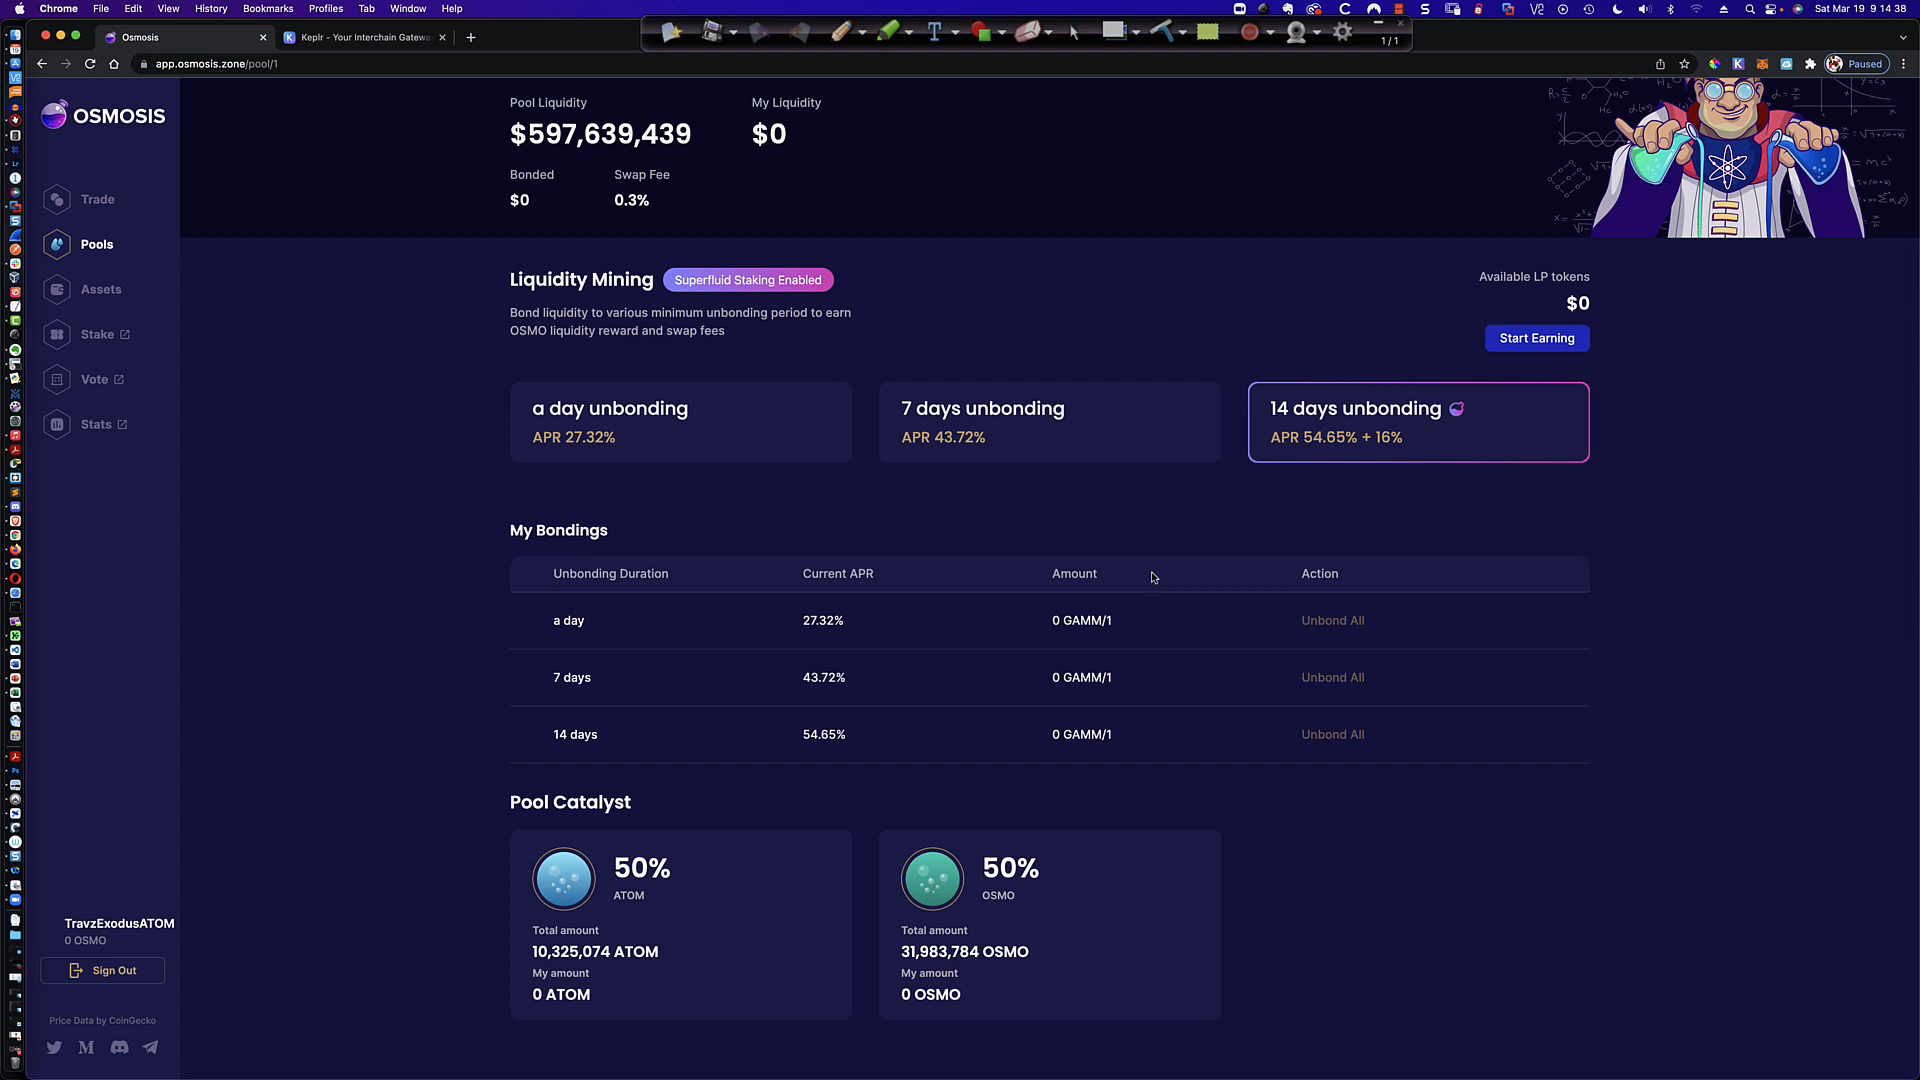 Chrome File Edit View History Bookmarks Profiles Tab Window Help
Sat Mar 19 9 14 38
Osmosis
Keplr - Your Interchain Gatewa
1 / 1
app.osmosis.zone/pool/1
Paused
OSMOSIS
Trade
Pools
Assets
Stake
Vote
Stats
TravzExodusATOM
0 OSMO
Sign Out
Price Data by CoinGecko
Pool Liquidity
My Liquidity
$597,639,439
$0
Bonded
Swap Fee
$0
0.3%
Liquidity Mining
Superfluid Staking Enabled
Bond liquidity to various minimum unbonding period to earn
OSMO liquidity reward and swap fees
Available LP tokens
$0
Start Earning
a day unbonding
APR 27.32%
7 days unbonding
APR 43.72%
14 days unbonding
APR 54.65% + 16%
My Bondings
Unbonding Duration Current APR Amount Action
a day 27.32% 0 GAMM/1 Unbond All
7 days 43.72% 0 GAMM/1 Unbond All
14 days 54.65% 0 GAMM/1 Unbond All
Pool Catalyst
50%
ATOM
Total amount
10,325,074 ATOM
My amount
0 ATOM
50%
OSMO
Total amount
31,983,784 OSMO
My amount
0 OSMO